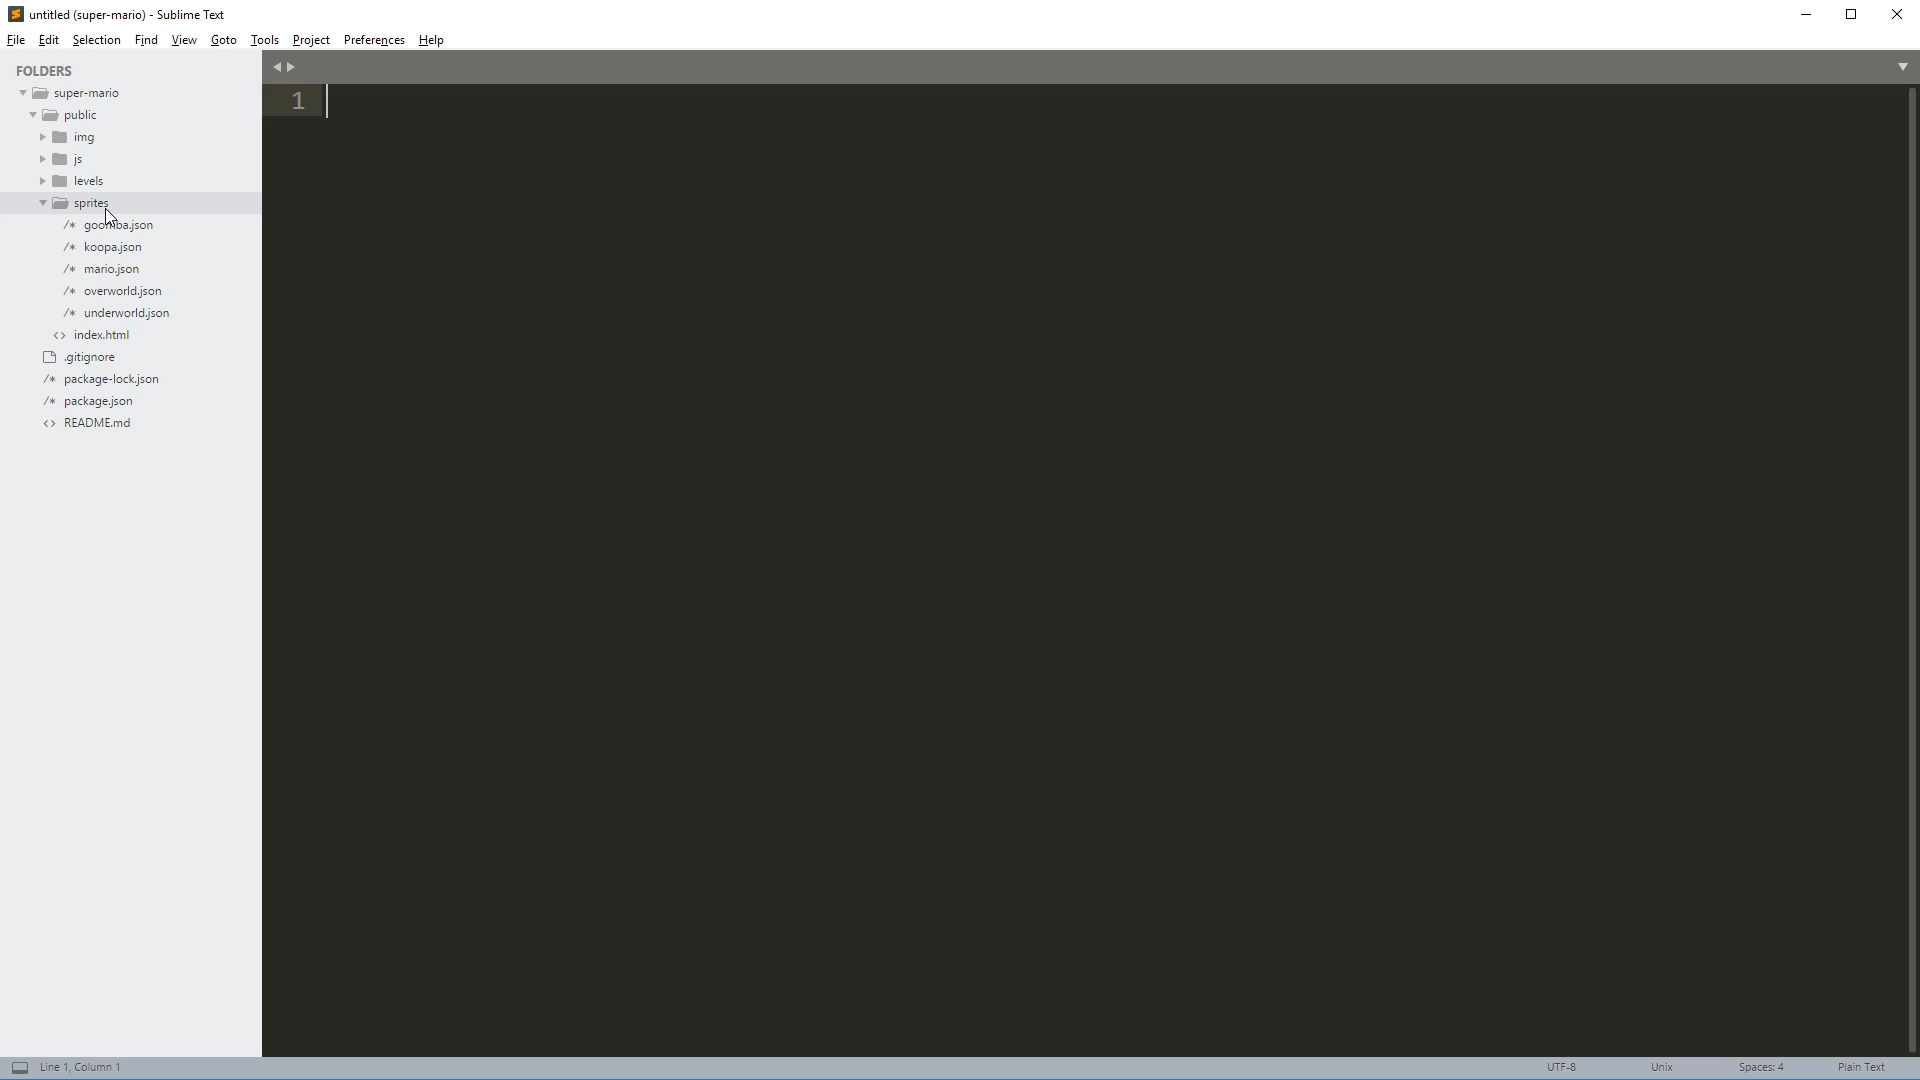 untitled (super-mario) - Sublime Text
File Edit Selection Find View Goto Tools Project Preferences Help
FOLDERS
super-mario
public
img
js
levels
sprites
goomba.json
/* koopa.json
/* mario.json
/* overworld.json
/* underworld.json
<> index.html
.gitignore
/* package-lock.json
/* package.json
<> README.md
1
Line 1, Column 1
UTF-8
Unix
Spaces: 4
Plain Text